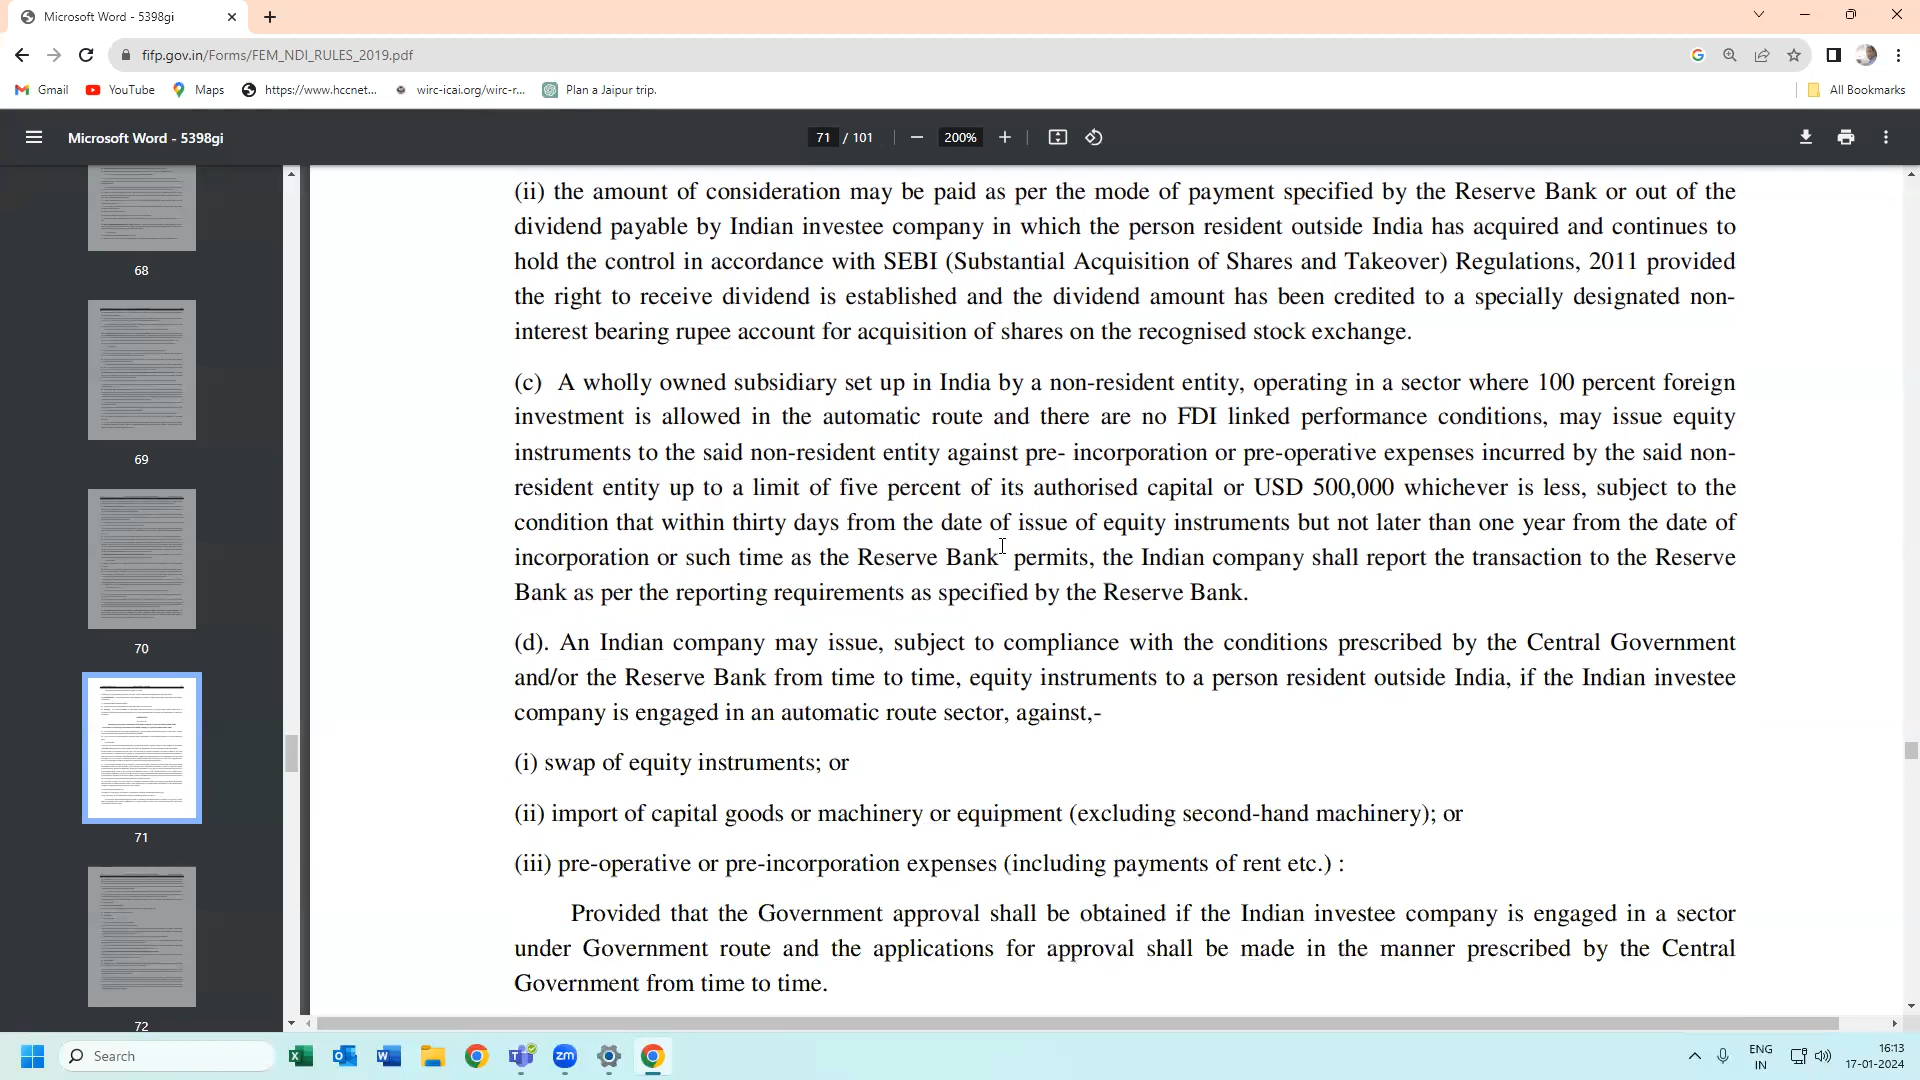 Microsoft Word - 5398gi
fifp.gov.in/Forms/FEM_NDI_RULES_2019.pdf
Gmail
YouTube
Maps
https://www.hccnet...
wirc-icai.org/wirc-r...
Plan a Jaipur trip.
All Bookmarks
Microsoft Word - 5398gi
71 / 101
200%
68
69
70
71
72
(ii) the amount of consideration may be paid as per the mode of payment specified by the Reserve Bank or out of the
dividend payable by Indian investee company in which the person resident outside India has acquired and continues to
hold the control in accordance with SEBI (Substantial Acquisition of Shares and Takeover) Regulations, 2011 provided
the right to receive dividend is established and the dividend amount has been credited to a specially designated non-
interest bearing rupee account for acquisition of shares on the recognised stock exchange.
(c) A wholly owned subsidiary set up in India by a non-resident entity, operating in a sector where 100 percent foreign
investment is allowed in the automatic route and there are no FDI linked performance conditions, may issue equity
instruments to the said non-resident entity against pre- incorporation or pre-operative expenses incurred by the said non-
resident entity up to a limit of five percent of its authorised capital or USD 500,000 whichever is less, subject to the
condition that within thirty days from the date of issue of equity instruments but not later than one year from the date of
incorporation or such time as the Reserve Bank permits, the Indian company shall report the transaction to the Reserve
Bank as per the reporting requirements as specified by the Reserve Bank.
(d). An Indian company may issue, subject to compliance with the conditions prescribed by the Central Government
and/or the Reserve Bank from time to time, equity instruments to a person resident outside India, if the Indian investee
company is engaged in an automatic route sector, against,-
(i) swap of equity instruments; or
(ii) import of capital goods or machinery or equipment (excluding second-hand machinery); or
(iii) pre-operative or pre-incorporation expenses (including payments of rent etc.) :
Provided that the Government approval shall be obtained if the Indian investee company is engaged in a sector
under Government route and the applications for approval shall be made in the manner prescribed by the Central
Government from time to time.
Search
zm
ENG
IN
16:13
17-01-2024